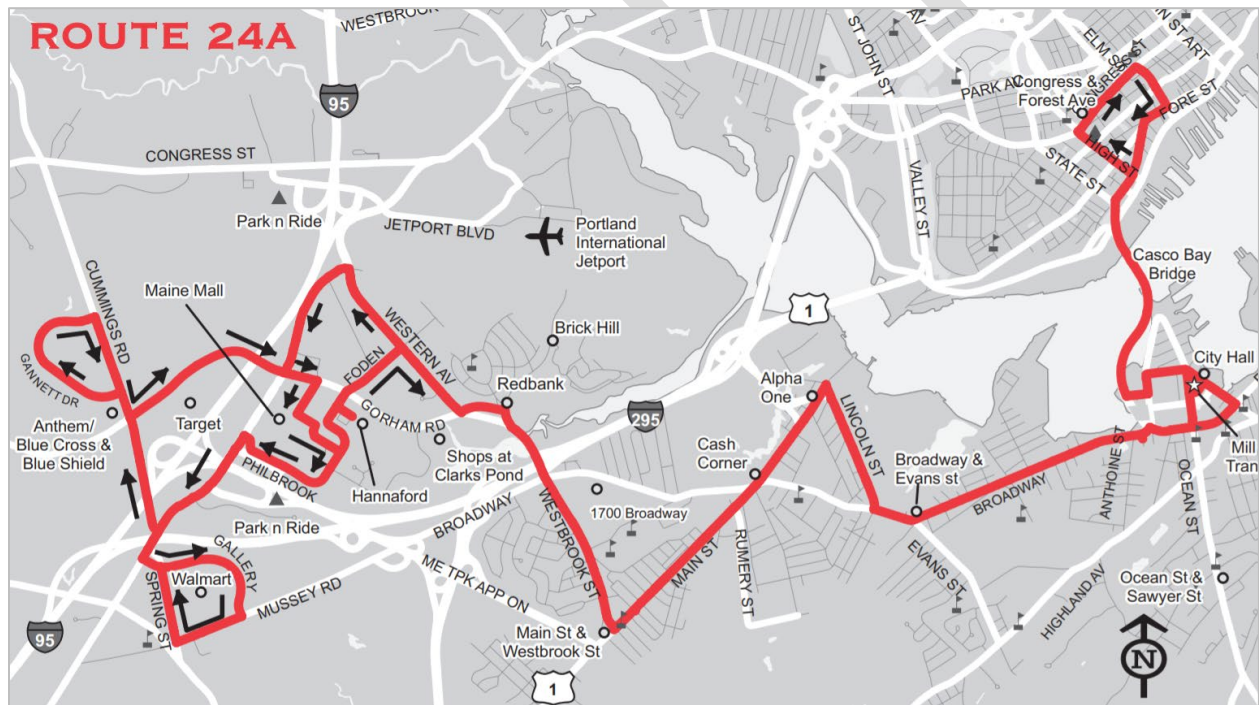 ROUTE 24A
WESTBROOK
95
CONGRESS ST
Park n Ride
JETPORT BLVD
Portland
International
Jetport
ST JOHN ST
PARK AV
ELM ST
CONGRESS ST
Congress &
Forest Ave
FORE ST
HIGH ST
STATE ST
VALLEY ST
Casco Bay
Bridge
1
CUMMINGS RD
Maine Mall
WESTERN AV
FODEN
GORHAM RD
Brick Hill
Redbank
GANNETT DR
Anthem/
Blue Cross &
Blue Shield
Target
PHILBROOK
Hannaford
Shops at
Clarks Pond
295
Alpha
One
LINCOLN ST
Cash
Corner
City Hall
Mill
Tran
Broadway &
Evans st
BROADWAY
ANTHOINE ST
OCEAN ST
Park n Ride
BROADWAY
1700 Broadway
WESTBROOK ST
MAIN ST
RUMERY ST
EVANS ST
HIGHLAND AV
Ocean St &
Sawyer St
GALLERY
Walmart
SPRING ST
MUSSEY RD
ME TPK APP ON
Main St &
Westbrook St
95
1
N